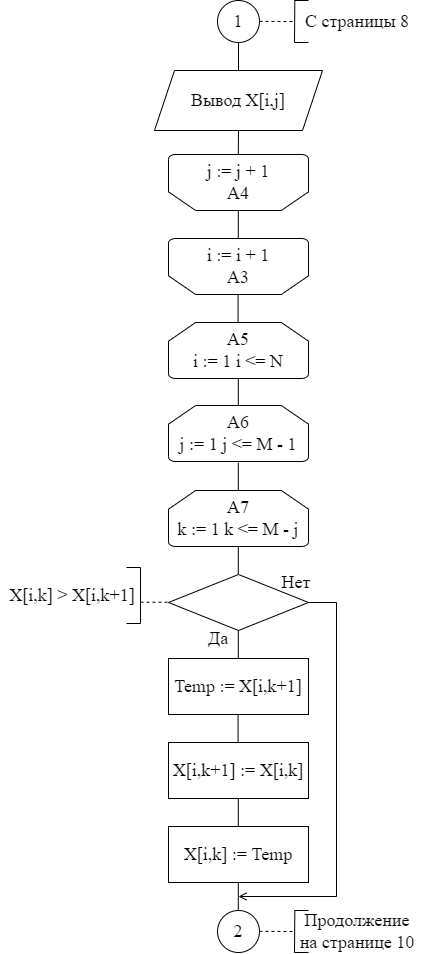 1
С страницы 8
Вывод X[i,j]
j := j + 1
A4
i := i + 1
A3
A5
i := 1 i <= N
A6
j := 1 j <= M - 1
A7
k := 1 k <= M - j
X[i,k] > X[i,k+1]
Нет
Да
Temp := X[i,k+1]
X[i,k+1] := X[i,k]
X[i,k] := Temp
2
Продолжение
на странице 10